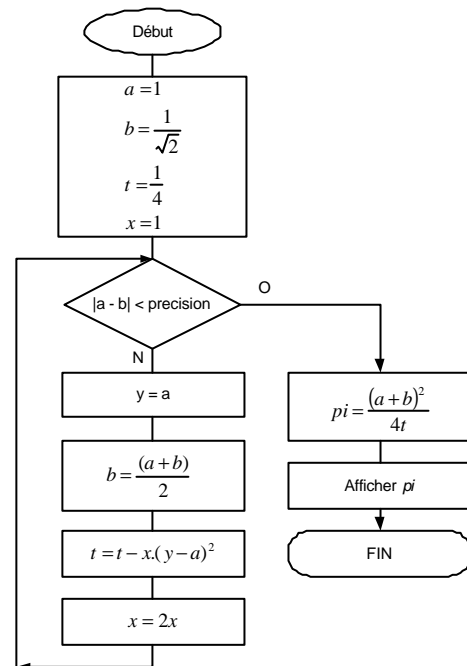 Début
a = 1
b = 1/√2
t = 1/4
x = 1
|a - b| < precision
O
N
y = a
b = (a + b)/2
t = t − x.(y − a)²
x = 2x
pi = (a + b)²/4t
Afficher pi
FIN